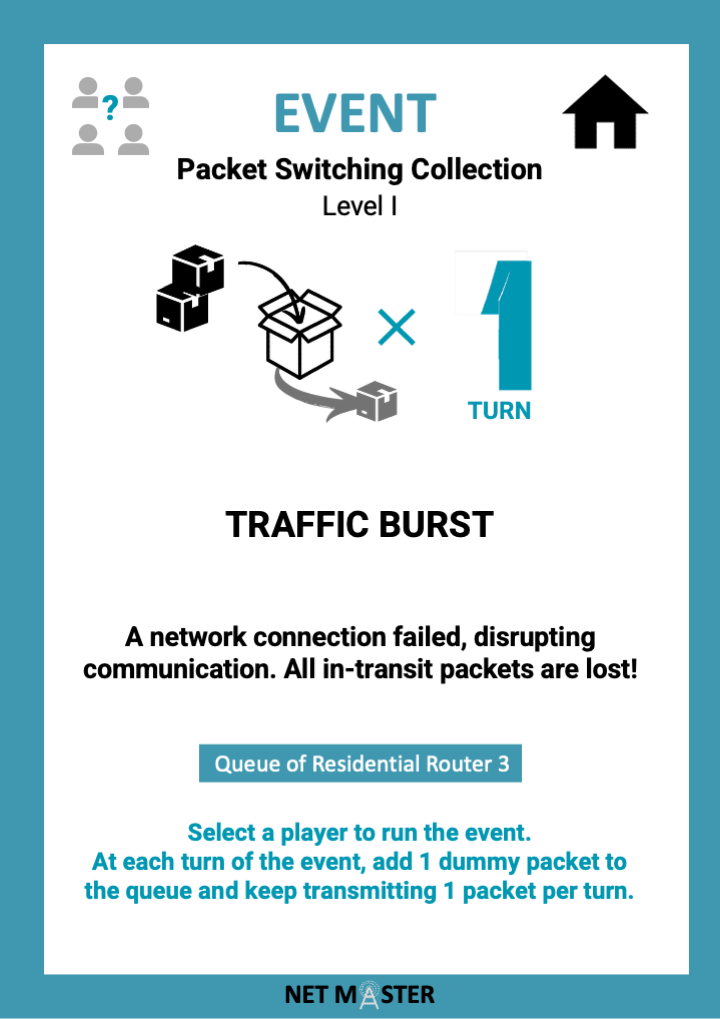 ?
EVENT
Packet Switching Collection
Level I
× 1
TURN
TRAFFIC BURST
A network connection failed, disrupting
communication. All in-transit packets are lost!
Queue of Residential Router 3
Select a player to run the event.
At each turn of the event, add 1 dummy packet to
the queue and keep transmitting 1 packet per turn.
NET MASTER